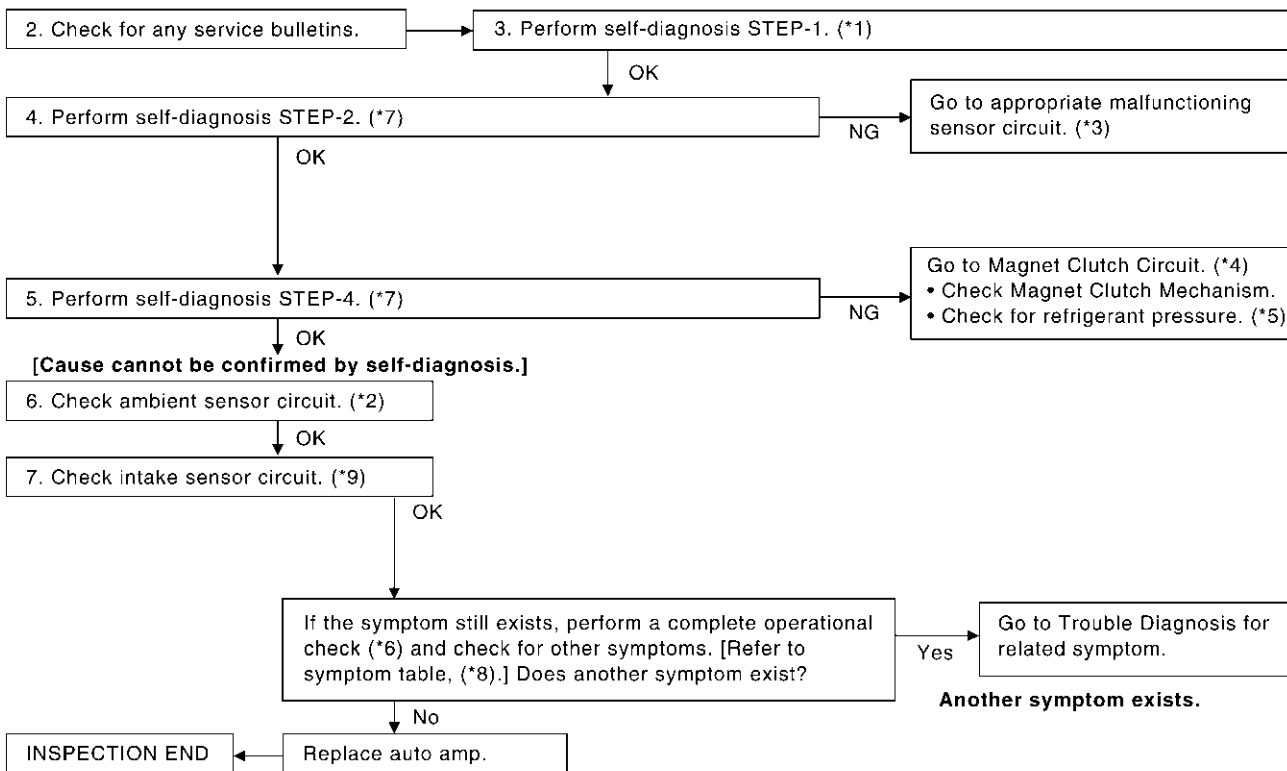 2. Check for any service bulletins.
3. Perform self-diagnosis STEP-1. (*1)
OK
4. Perform self-diagnosis STEP-2. (*7)
NG
Go to appropriate malfunctioning
sensor circuit. (*3)
OK
5. Perform self-diagnosis STEP-4. (*7)
NG
Go to Magnet Clutch Circuit. (*4)
• Check Magnet Clutch Mechanism.
• Check for refrigerant pressure. (*5)
OK
[Cause cannot be confirmed by self-diagnosis.]
6. Check ambient sensor circuit. (*2)
OK
7. Check intake sensor circuit. (*9)
OK
If the symptom still exists, perform a complete operational
check (*6) and check for other symptoms. [Refer to
symptom table, (*8).] Does another symptom exist?
Yes
Go to Trouble Diagnosis for
related symptom.
Another symptom exists.
No
Replace auto amp.
INSPECTION END